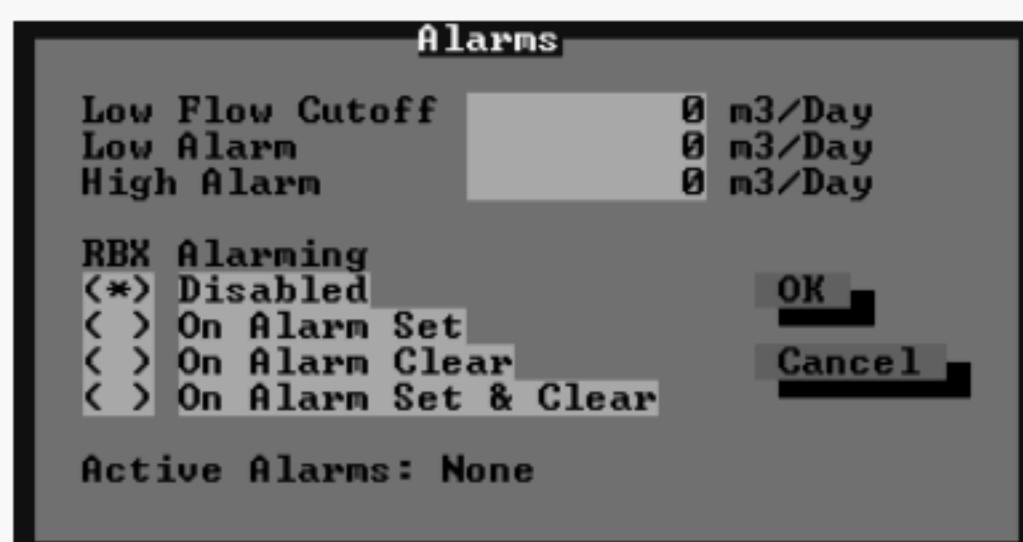 Alarms
Low Flow Cutoff 0 m3/Day
Low Alarm 0 m3/Day
High Alarm 0 m3/Day
RBX Alarming
(*) Disabled OK
( ) On Alarm Set
( ) On Alarm Clear Cancel
( ) On Alarm Set & Clear
Active Alarms: None